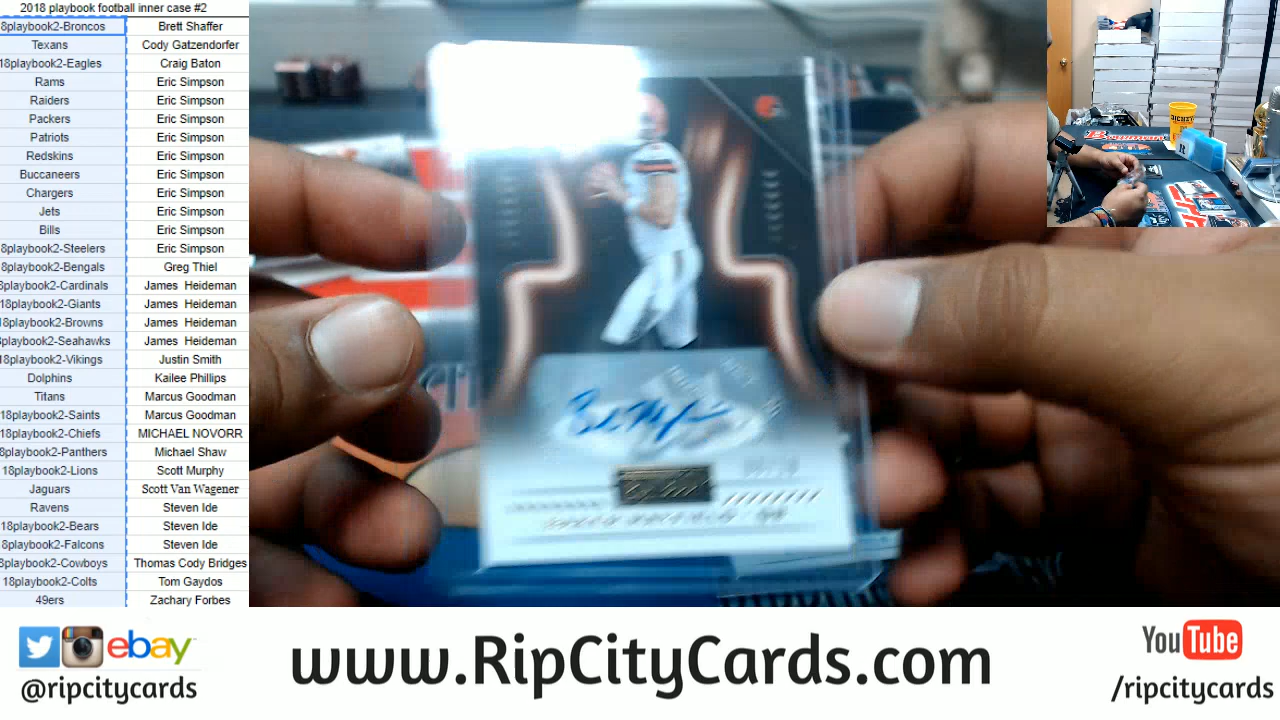 2018 playbook football inner case #2
8playbook2-Broncos Brett Shaffer
Texans Cody Gatzendorfer
18playbook2-Eagles Craig Baton
Rams Eric Simpson
Raiders Eric Simpson
Packers Eric Simpson
Patriots Eric Simpson
Redskins Eric Simpson
Buccaneers Eric Simpson
Chargers Eric Simpson
Jets Eric Simpson
Bills Eric Simpson
8playbook2-Steelers Eric Simpson
8playbook2-Bengals Greg Thiel
8playbook2-Cardinals James Heideman
18playbook2-Giants James Heideman
8playbook2-Browns James Heideman
8playbook2-Seahawks James Heideman
18playbook2-Vikings Justin Smith
Dolphins Kailee Phillips
Titans Marcus Goodman
18playbook2-Saints Marcus Goodman
18playbook2-Chiefs MICHAEL NOVORR
8playbook2-Panthers Michael Shaw
18playbook2-Lions Scott Murphy
Jaguars Scott Van Wagener
Ravens Steven Ide
18playbook2-Bears Steven Ide
8playbook2-Falcons Steven Ide
8playbook2-Cowboys Thomas Cody Bridges
18playbook2-Colts Tom Gaydos
49ers Zachary Forbes
ebay
@ripcitycards
www.RipCityCards.com
YouTube
/ripcitycards